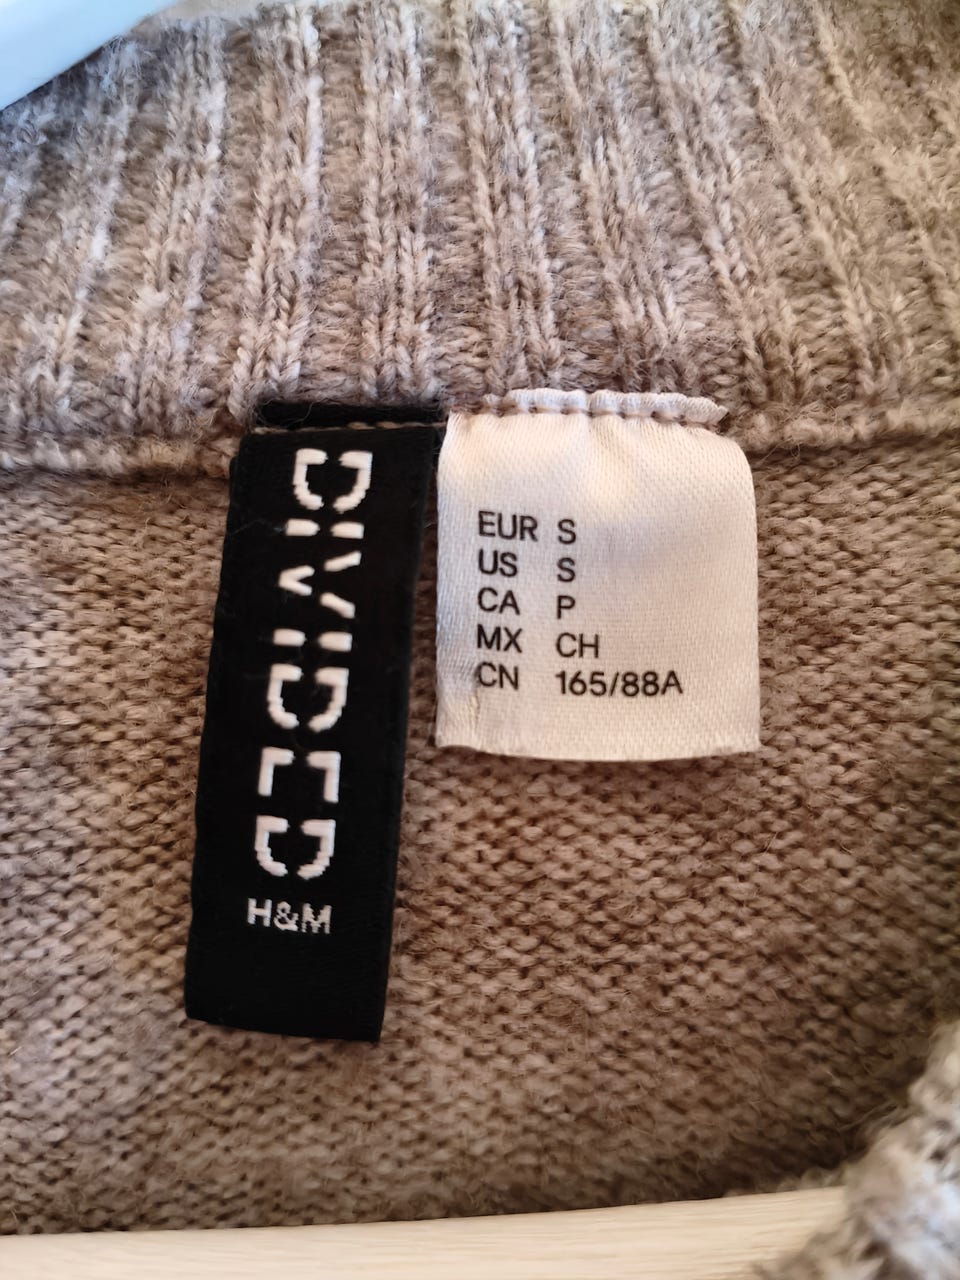 DIVIDED
H&M
EUR S
US S
CA P
MX CH
CN 165/88A